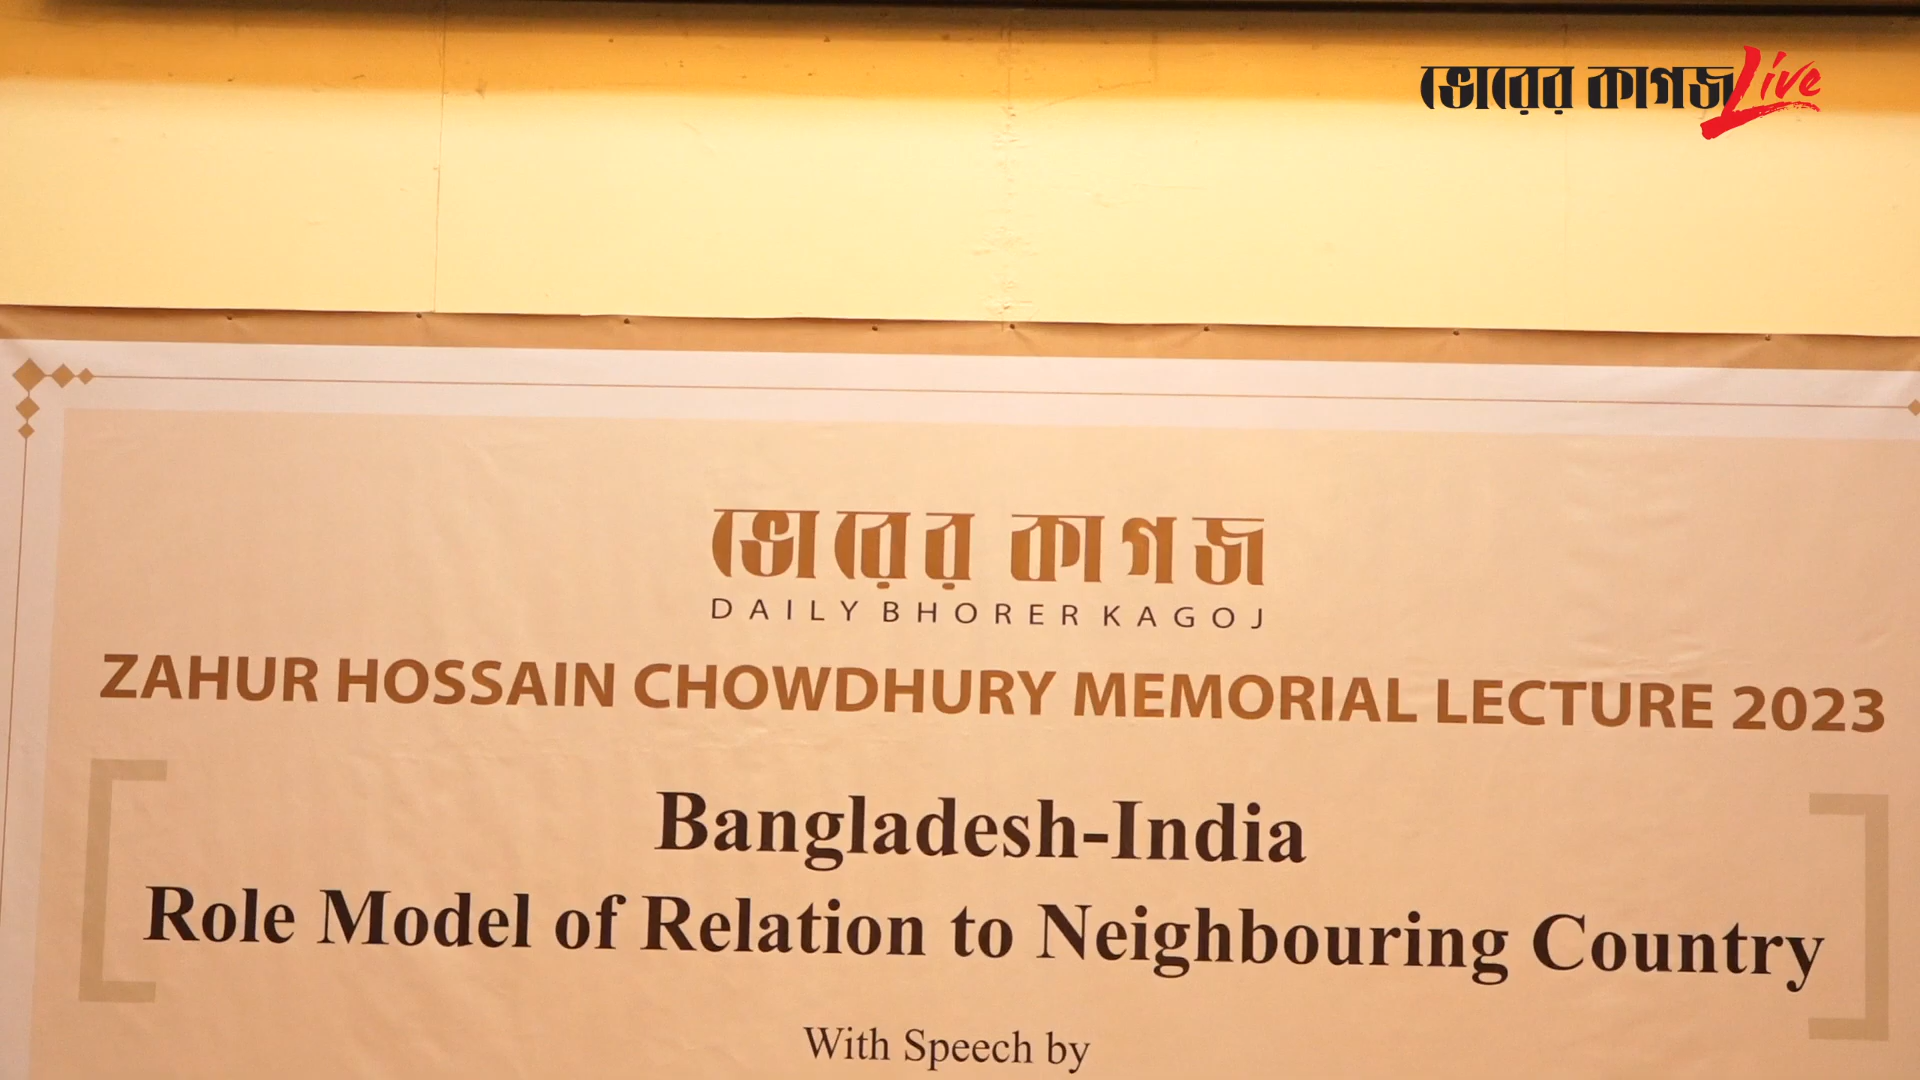 ভোরের কাগজ Live
ভোরের কাগজ
DAILY BHORER KAGOJ
ZAHUR HOSSAIN CHOWDHURY MEMORIAL LECTURE 2023
Bangladesh-India
Role Model of Relation to Neighbouring Country
With Speech by